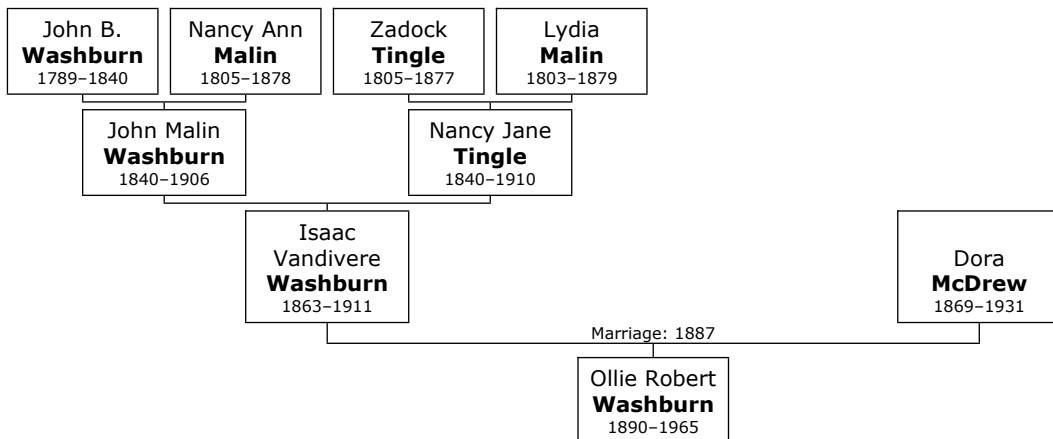 John B.
Washburn
1789–1840
Nancy Ann
Malin
1805–1878
Zadock
Tingle
1805–1877
Lydia
Malin
1803–1879
John Malin
Washburn
1840–1906
Nancy Jane
Tingle
1840–1910
Isaac
Vandivere
Washburn
1863–1911
Dora
McDrew
1869–1931
Marriage: 1887
Ollie Robert
Washburn
1890–1965